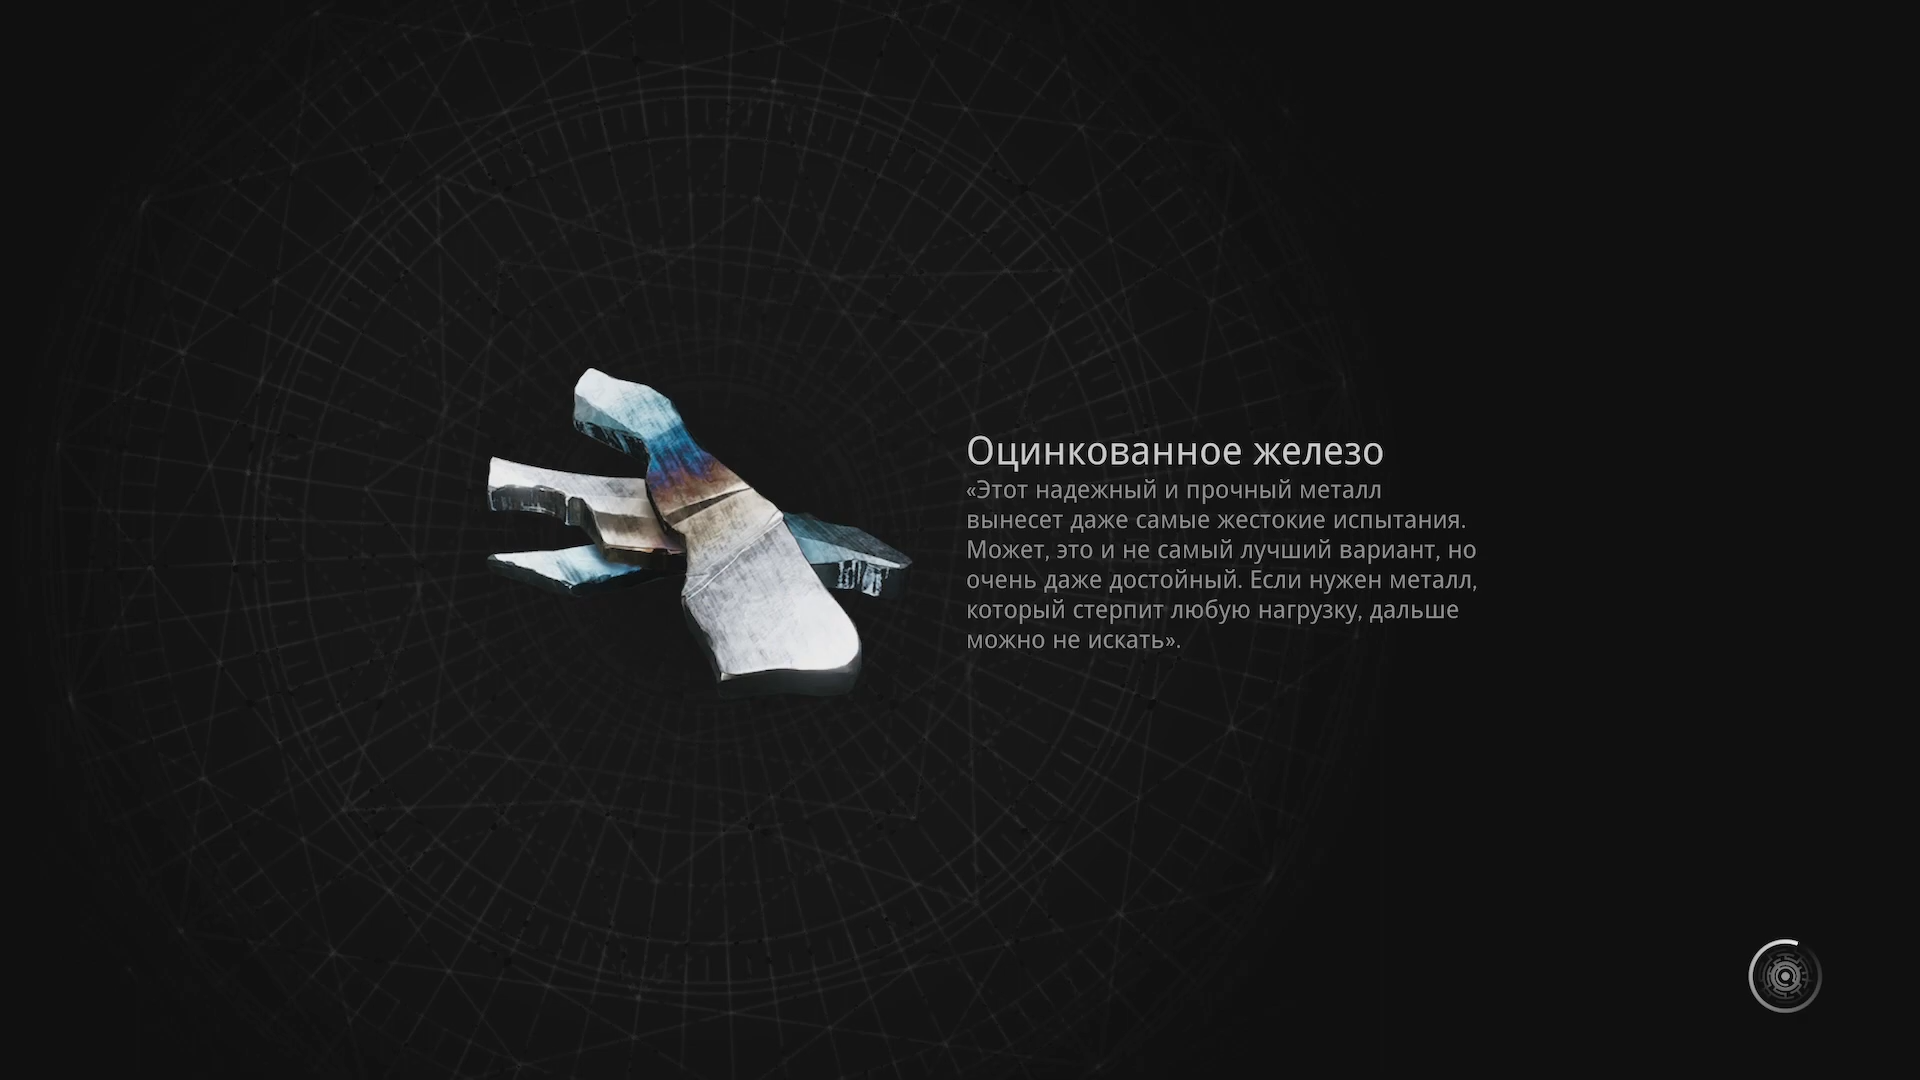 Оцинкованное железо
«Этот надежный и прочный металл
вынесет даже самые жестокие испытания.
Может, это и не самый лучший вариант, но
очень даже достойный. Если нужен металл,
который стерпит любую нагрузку, дальше
можно не искать».